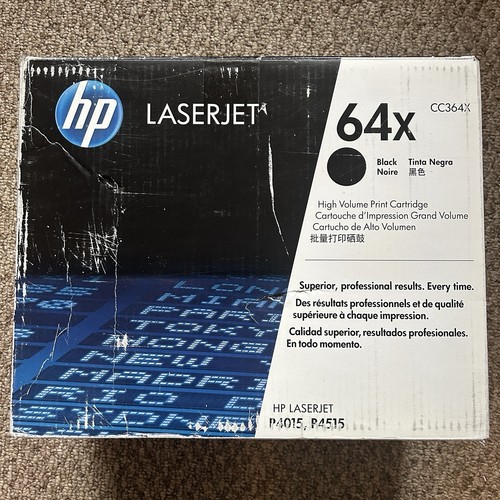 hp
LASERJET
64X
CC364X
Black Tinta Negra
Noire 黑色
High Volume Print Cartridge
Cartouche d'Impression Grand Volume
Cartucho de Alto Volumen
批量打印硒鼓
Superior, professional results. Every time.
Des résultats professionnels et de qualité
supérieure à chaque impression.
Calidad superior, resultados profesionales.
En todo momento.
HP LASERJET
P4015, P4515